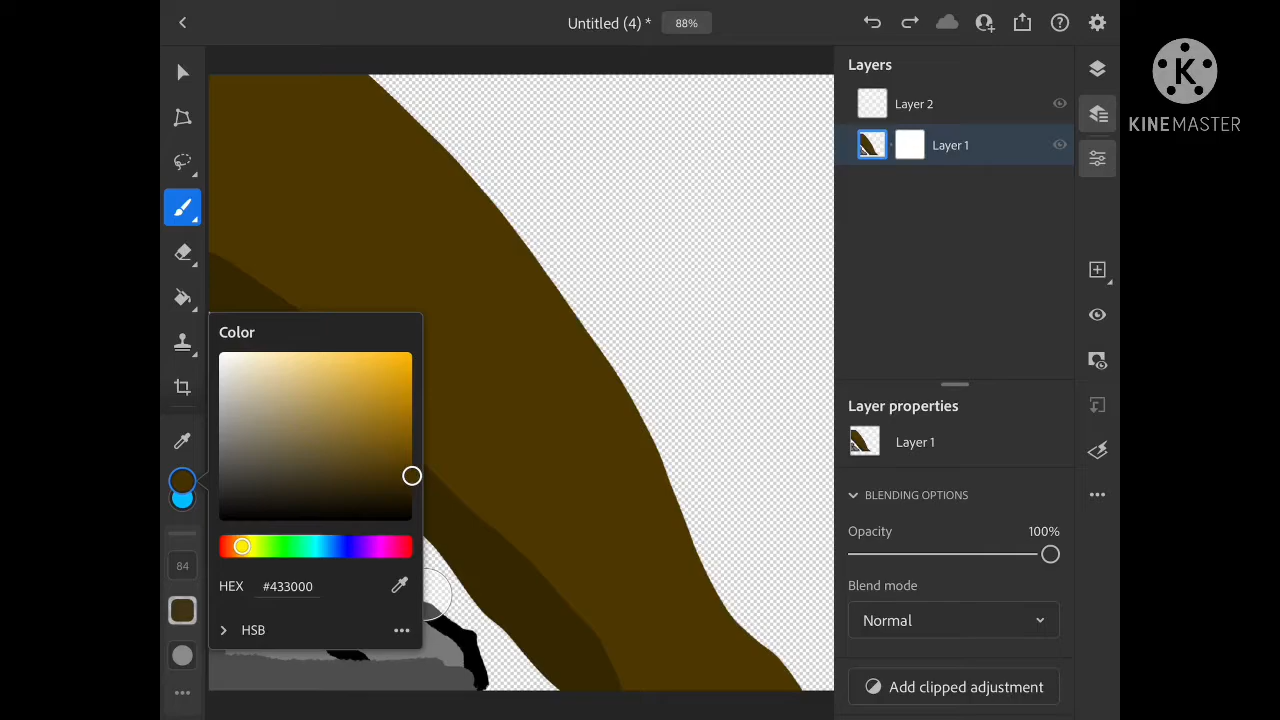 Untitled (4) *
88%
Layers
Layer 2
Layer 1
K
KINEMASTER
Color
HEX #433000
HSB
84
Layer properties
Layer 1
BLENDING OPTIONS
Opacity 100%
Blend mode
Normal
Add clipped adjustment